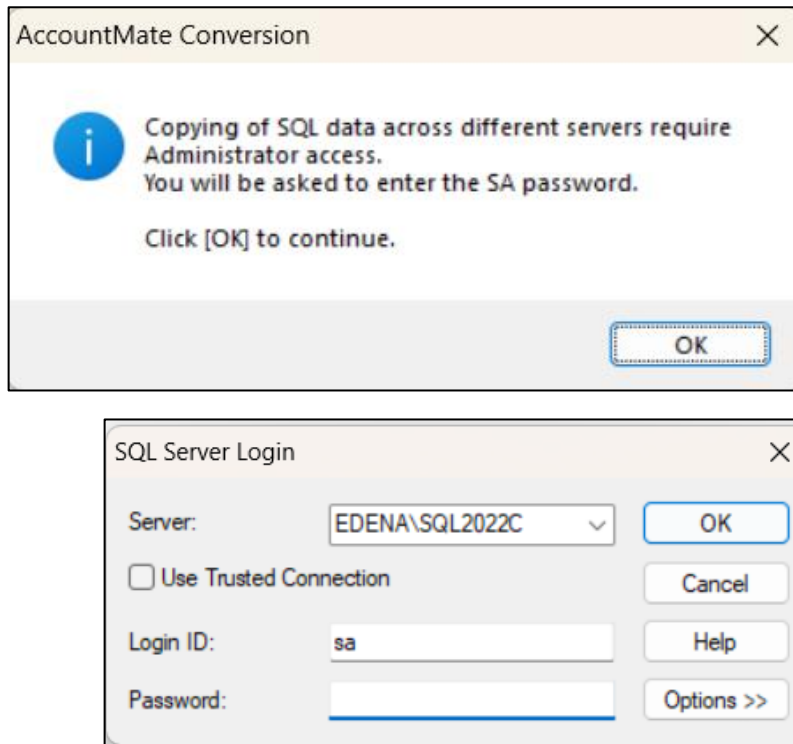 AccountMate Conversion
Copying of SQL data across different servers require
Administrator access.
You will be asked to enter the SA password.
Click [OK] to continue.
OK
SQL Server Login
Server: EDENA\SQL2022C OK
Use Trusted Connection Cancel
Login ID: sa Help
Password: Options >>